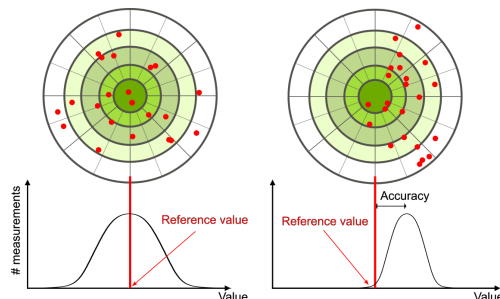 # measurements
Reference value
Value
Accuracy
Reference value
Value